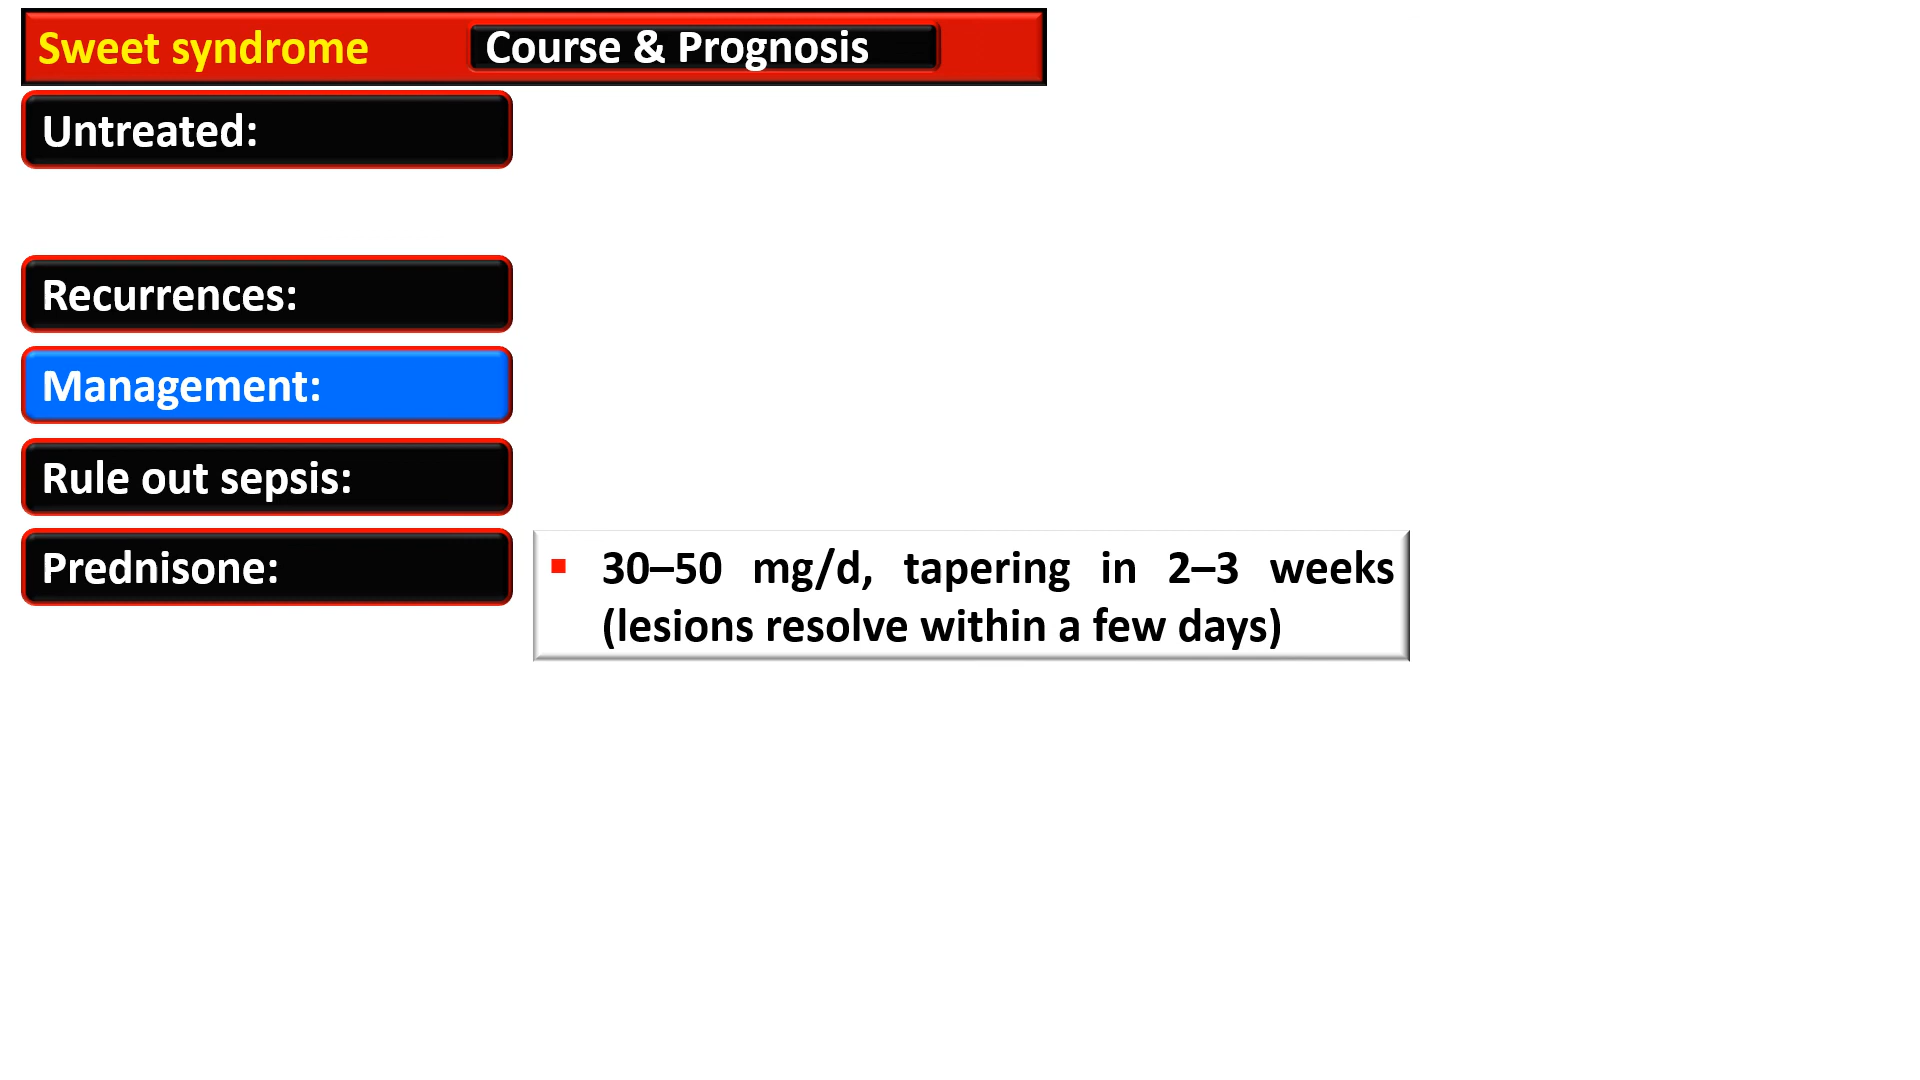 Sweet syndrome Course & Prognosis
Untreated:
Recurrences:
Management:
Rule out sepsis:
Prednisone:
▪ 30–50 mg/d, tapering in 2–3 weeks
(lesions resolve within a few days)